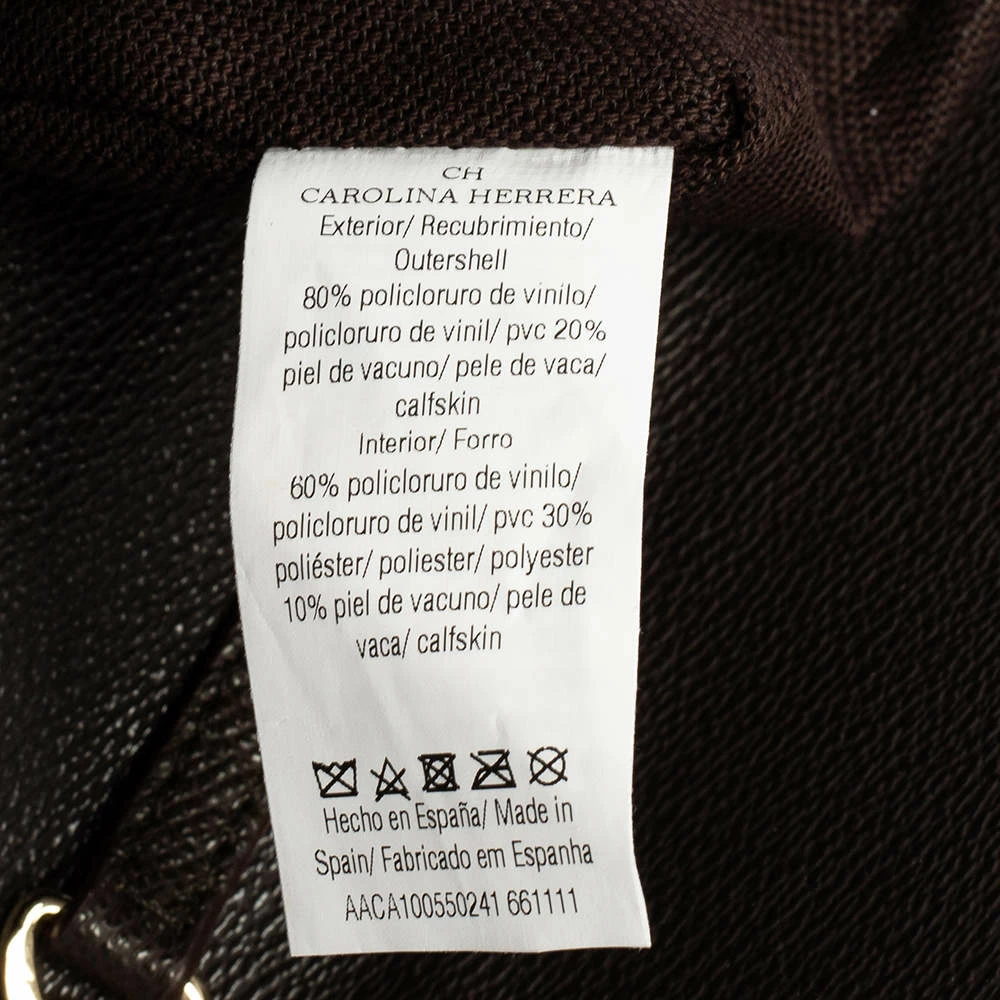 CH
CAROLINA HERRERA
Exterior/ Recubrimiento/
Outershell
80% policloruro de vinilo/
policloruro de vinil/ pvc 20%
piel de vacuno/ pele de vaca/
calfskin
Interior/ Forro
60% policloruro de vinilo/
policloruro de vinil/ pvc 30%
poliéster/ poliester/ polyester
10% piel de vacuno/ pele de
vaca/ calfskin
Hecho en España/ Made in
Spain/ Fabricado em Espanha
AACA100550241 661111